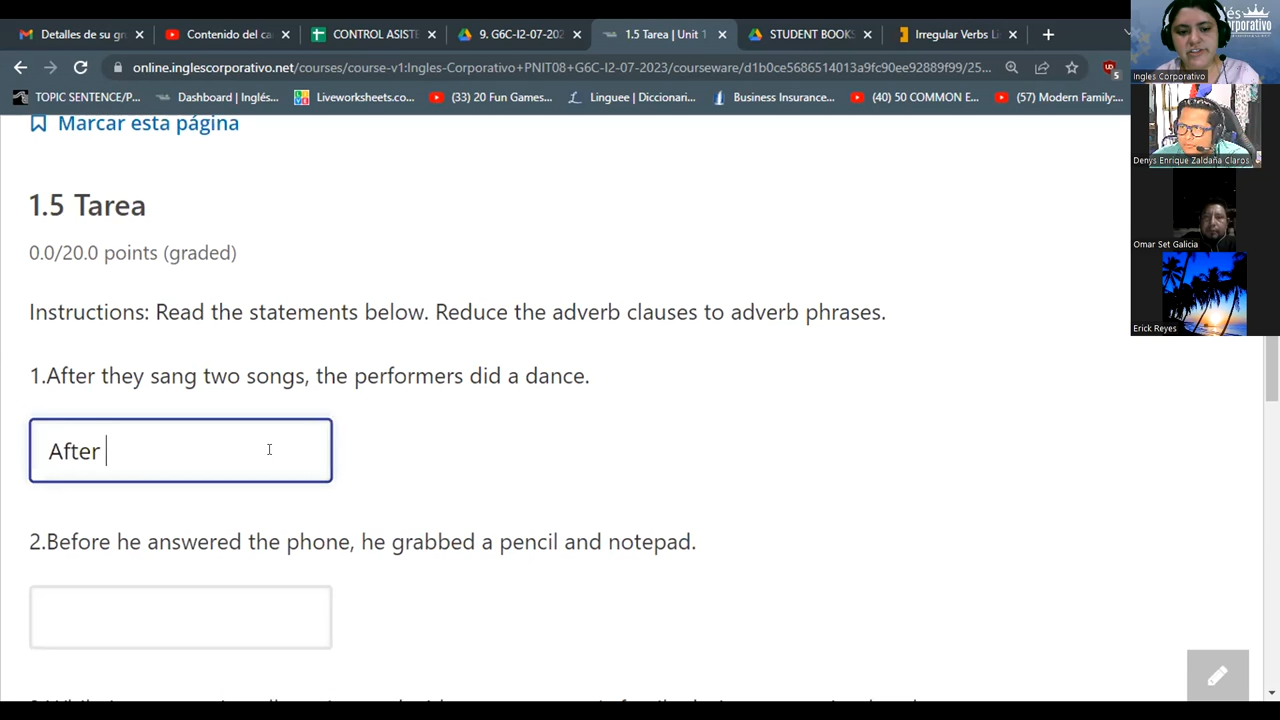 Detalles de su gn
Contenido del ca
CONTROL ASISTE
9. G6C-I2-07-202
1.5 Tarea | Unit 1
STUDENT BOOKS
Irregular Verbs Li
online.inglescorporativo.net/courses/course-v1:Ingles-Corporativo+PNIT08+G6C-I2-07-2023/courseware/d1b0ce5686514013a9fc90ee92889f99/25...
TOPIC SENTENCE/P...
Dashboard | Inglés...
Liveworksheets.co...
(33) 20 Fun Games...
Linguee | Diccionari...
Business Insurance...
(40) 50 COMMON E...
(57) Modern Family:...
Ingles Corporativo
Denys Enrique Zaldaña Claros
Omar Set Galicia
Erick Reyes
Marcar esta página
1.5 Tarea
0.0/20.0 points (graded)
Instructions: Read the statements below. Reduce the adverb clauses to adverb phrases.
1.After they sang two songs, the performers did a dance.
After
2.Before he answered the phone, he grabbed a pencil and notepad.